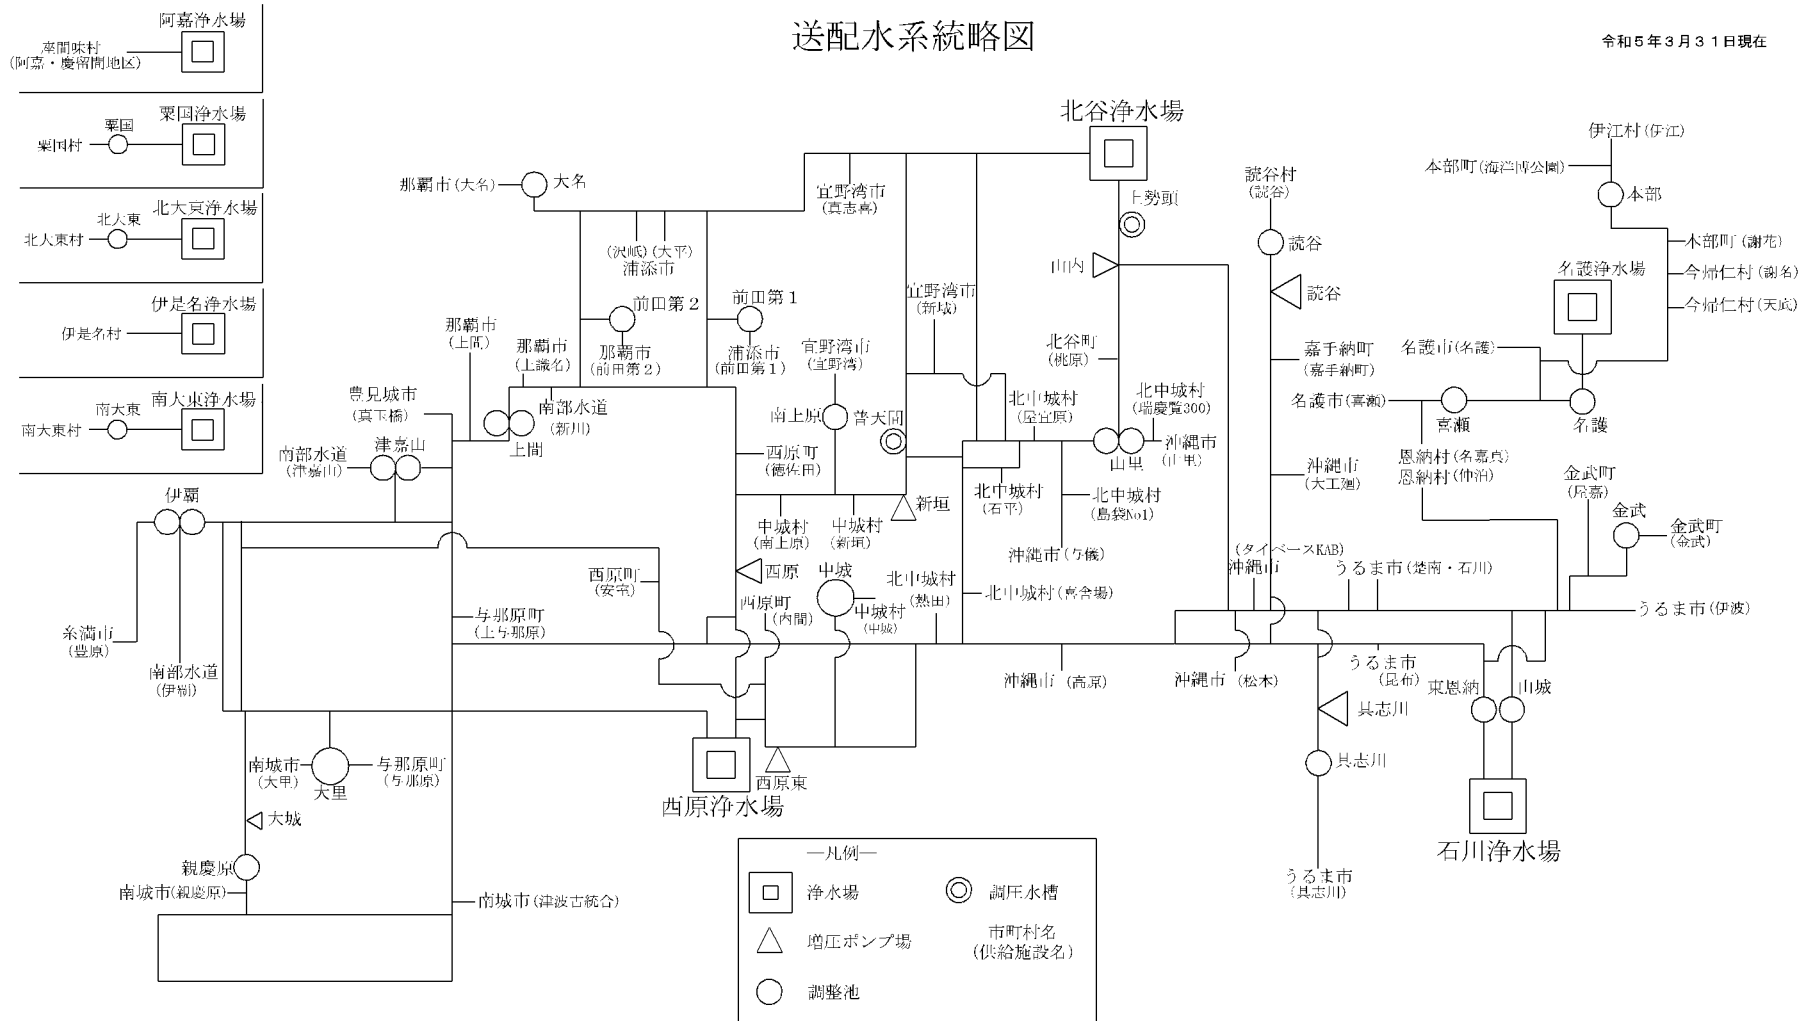 送配水系統略図
令和5年3月31日現在
阿嘉浄水場
座間味村
(阿嘉・慶留間地区)
粟国浄水場
粟国
粟国村
北大東浄水場
北大東
北大東村
伊是名浄水場
伊是名村
南大東浄水場
南大東
南大東村
北谷浄水場
那覇市(大名)
大名
宜野湾市
(真志喜)
上勢頭
(沢岻)
(大平)
浦添市
山内
読谷村
(読谷)
読谷
読谷
伊江村(伊江)
本部町(海洋博公園)
本部
本部町(謝花)
今帰仁村(謝名)
今帰仁村(天底)
名護浄水場
名護市(名護)
名護市(喜瀬)
喜瀬
名護
前田第2
前田第1
宜野湾市
(新城)
那覇市
(上間)
那覇市
(上識名)
那覇市
(前田第2)
浦添市
(前田第1)
宜野湾市
(宜野湾)
北谷町
(桃原)
嘉手納町
(嘉手納町)
豊見城市
(真玉橋)
南部水道
(新川)
上間
南上原
普天間
北中城村
(屋宜原)
北中城村
(瑞慶覧300)
沖縄市
(山里)
山里
南部水道
(津嘉山)
津嘉山
西原町
(徳佐田)
沖縄市
(大工廻)
恩納村(名嘉真)
恩納村(仲泊)
金武町
(屋嘉)
金武
金武町
(金武)
伊覇
中城村
(南上原)
中城村
(新垣)
新垣
北中城村
(石平)
北中城村
(島袋No1)
沖縄市(与儀)
(タイベースKAB)
沖縄市
うるま市(楚南・石川)
うるま市(伊波)
西原町
(安室)
西原
中城
北中城村
(熱田)
北中城村(喜舎場)
西原町
(内間)
中城村
(中城)
与那原町
(上与那原)
糸満市
(豊原)
南部水道
(伊覇)
沖縄市(高原)
沖縄市(松本)
うるま市
(昆布)
東恩納
山城
具志川
具志川
うるま市
(具志川)
南城市
(大里)
与那原町
(与那原)
大里
西原浄水場
西原東
石川浄水場
大城
親慶原
南城市(親慶原)
南城市(津波古統合)
―凡例―
浄水場
調圧水槽
増圧ポンプ場
市町村名
(供給施設名)
調整池